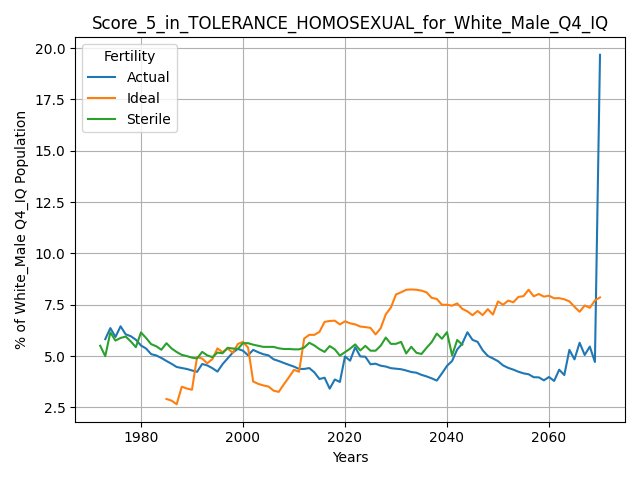 Score_5_in_TOLERANCE_HOMOSEXUAL_for_White_Male_Q4_IQ
Fertility
Actual
Ideal
Sterile
% of White_Male Q4_IQ Population
20.0
17.5
15.0
12.5
10.0
7.5
5.0
2.5
1980
2000
2020
2040
2060
Years